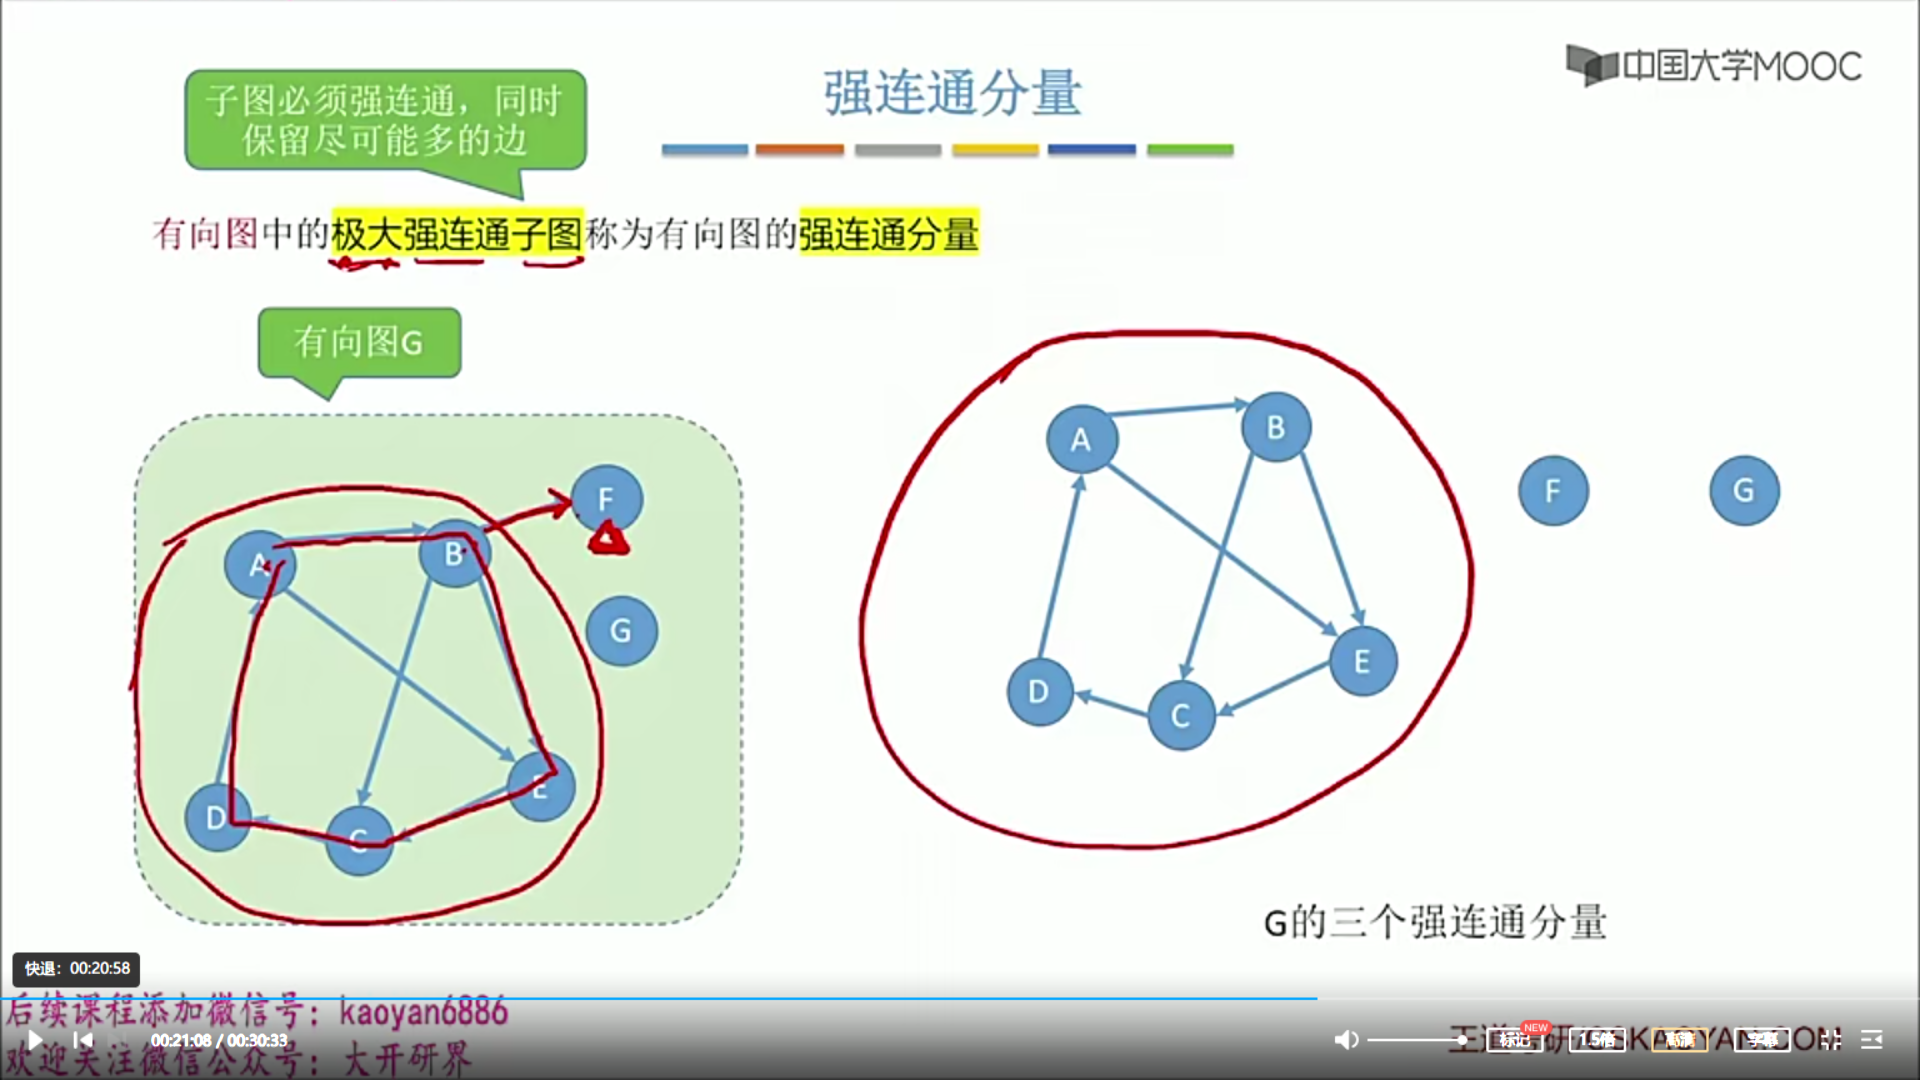 中国大学MOOC
子图必须强连通，同时
保留尽可能多的边
强连通分量
有向图中的极大强连通子图称为有向图的强连通分量
有向图G
A
B
F
G
D
C
E
A
B
F
G
D
C
E
G的三个强连通分量
快退：00:20:58
后续课程添加微信号：kaoyan6886
00:21:08 / 00:30:33
欢迎关注微信公众号：大开研界
标记
NEW
1.5倍
高清
字幕